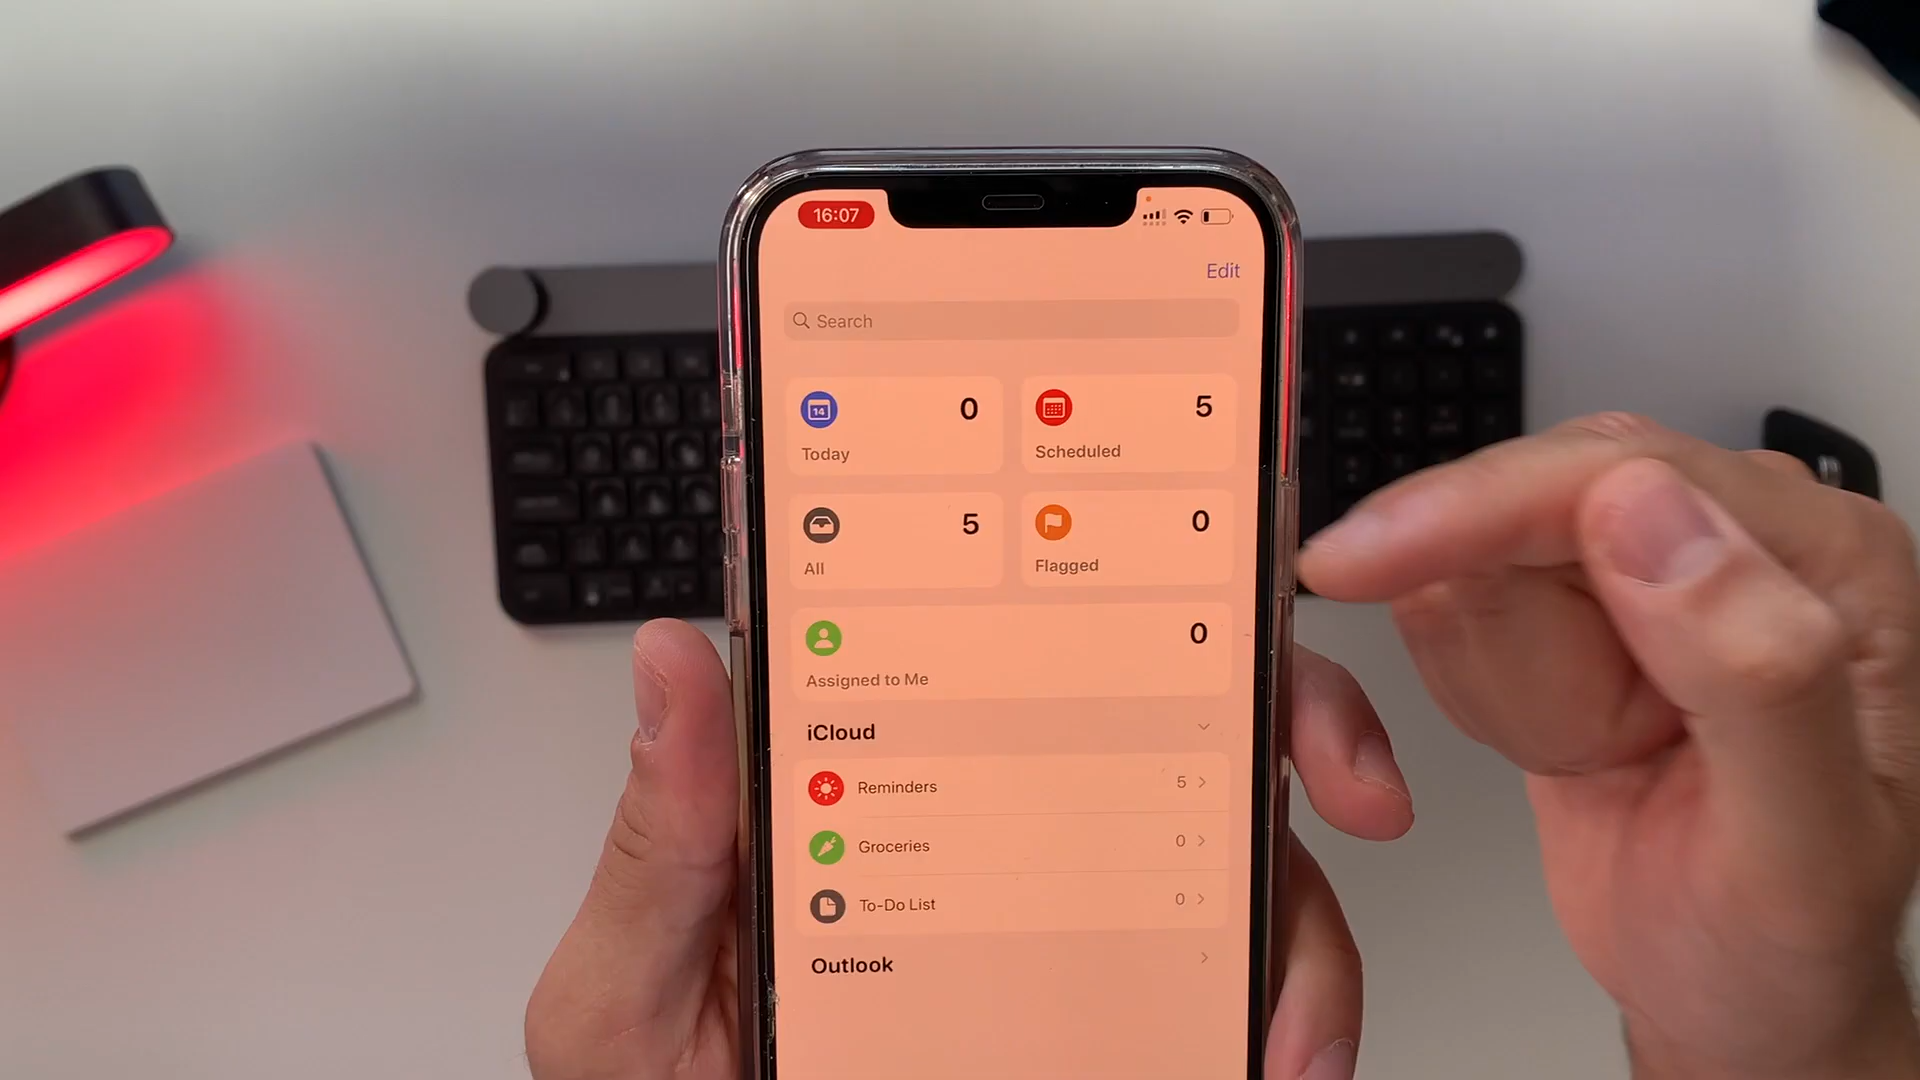 16:07
Edit
Search
14
0
Today
5
Scheduled
5
All
0
Flagged
0
Assigned to Me
iCloud
Reminders
5
Groceries
0
To-Do List
0
Outlook